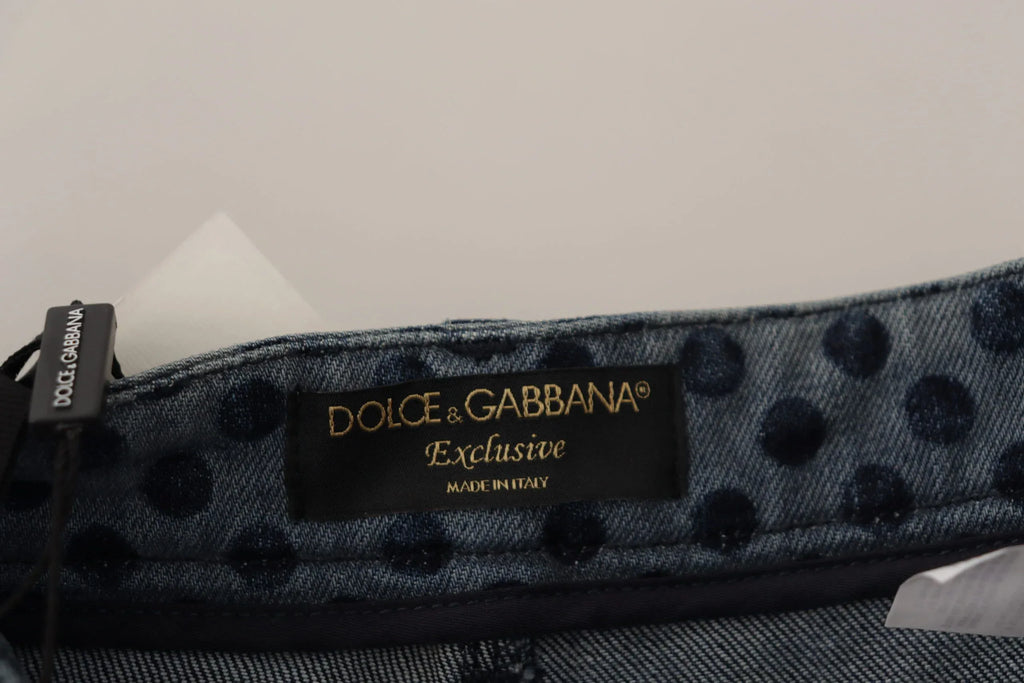 DOLCE & GABBANA
DOLCE & GABBANA®
Exclusive
MADE IN ITALY